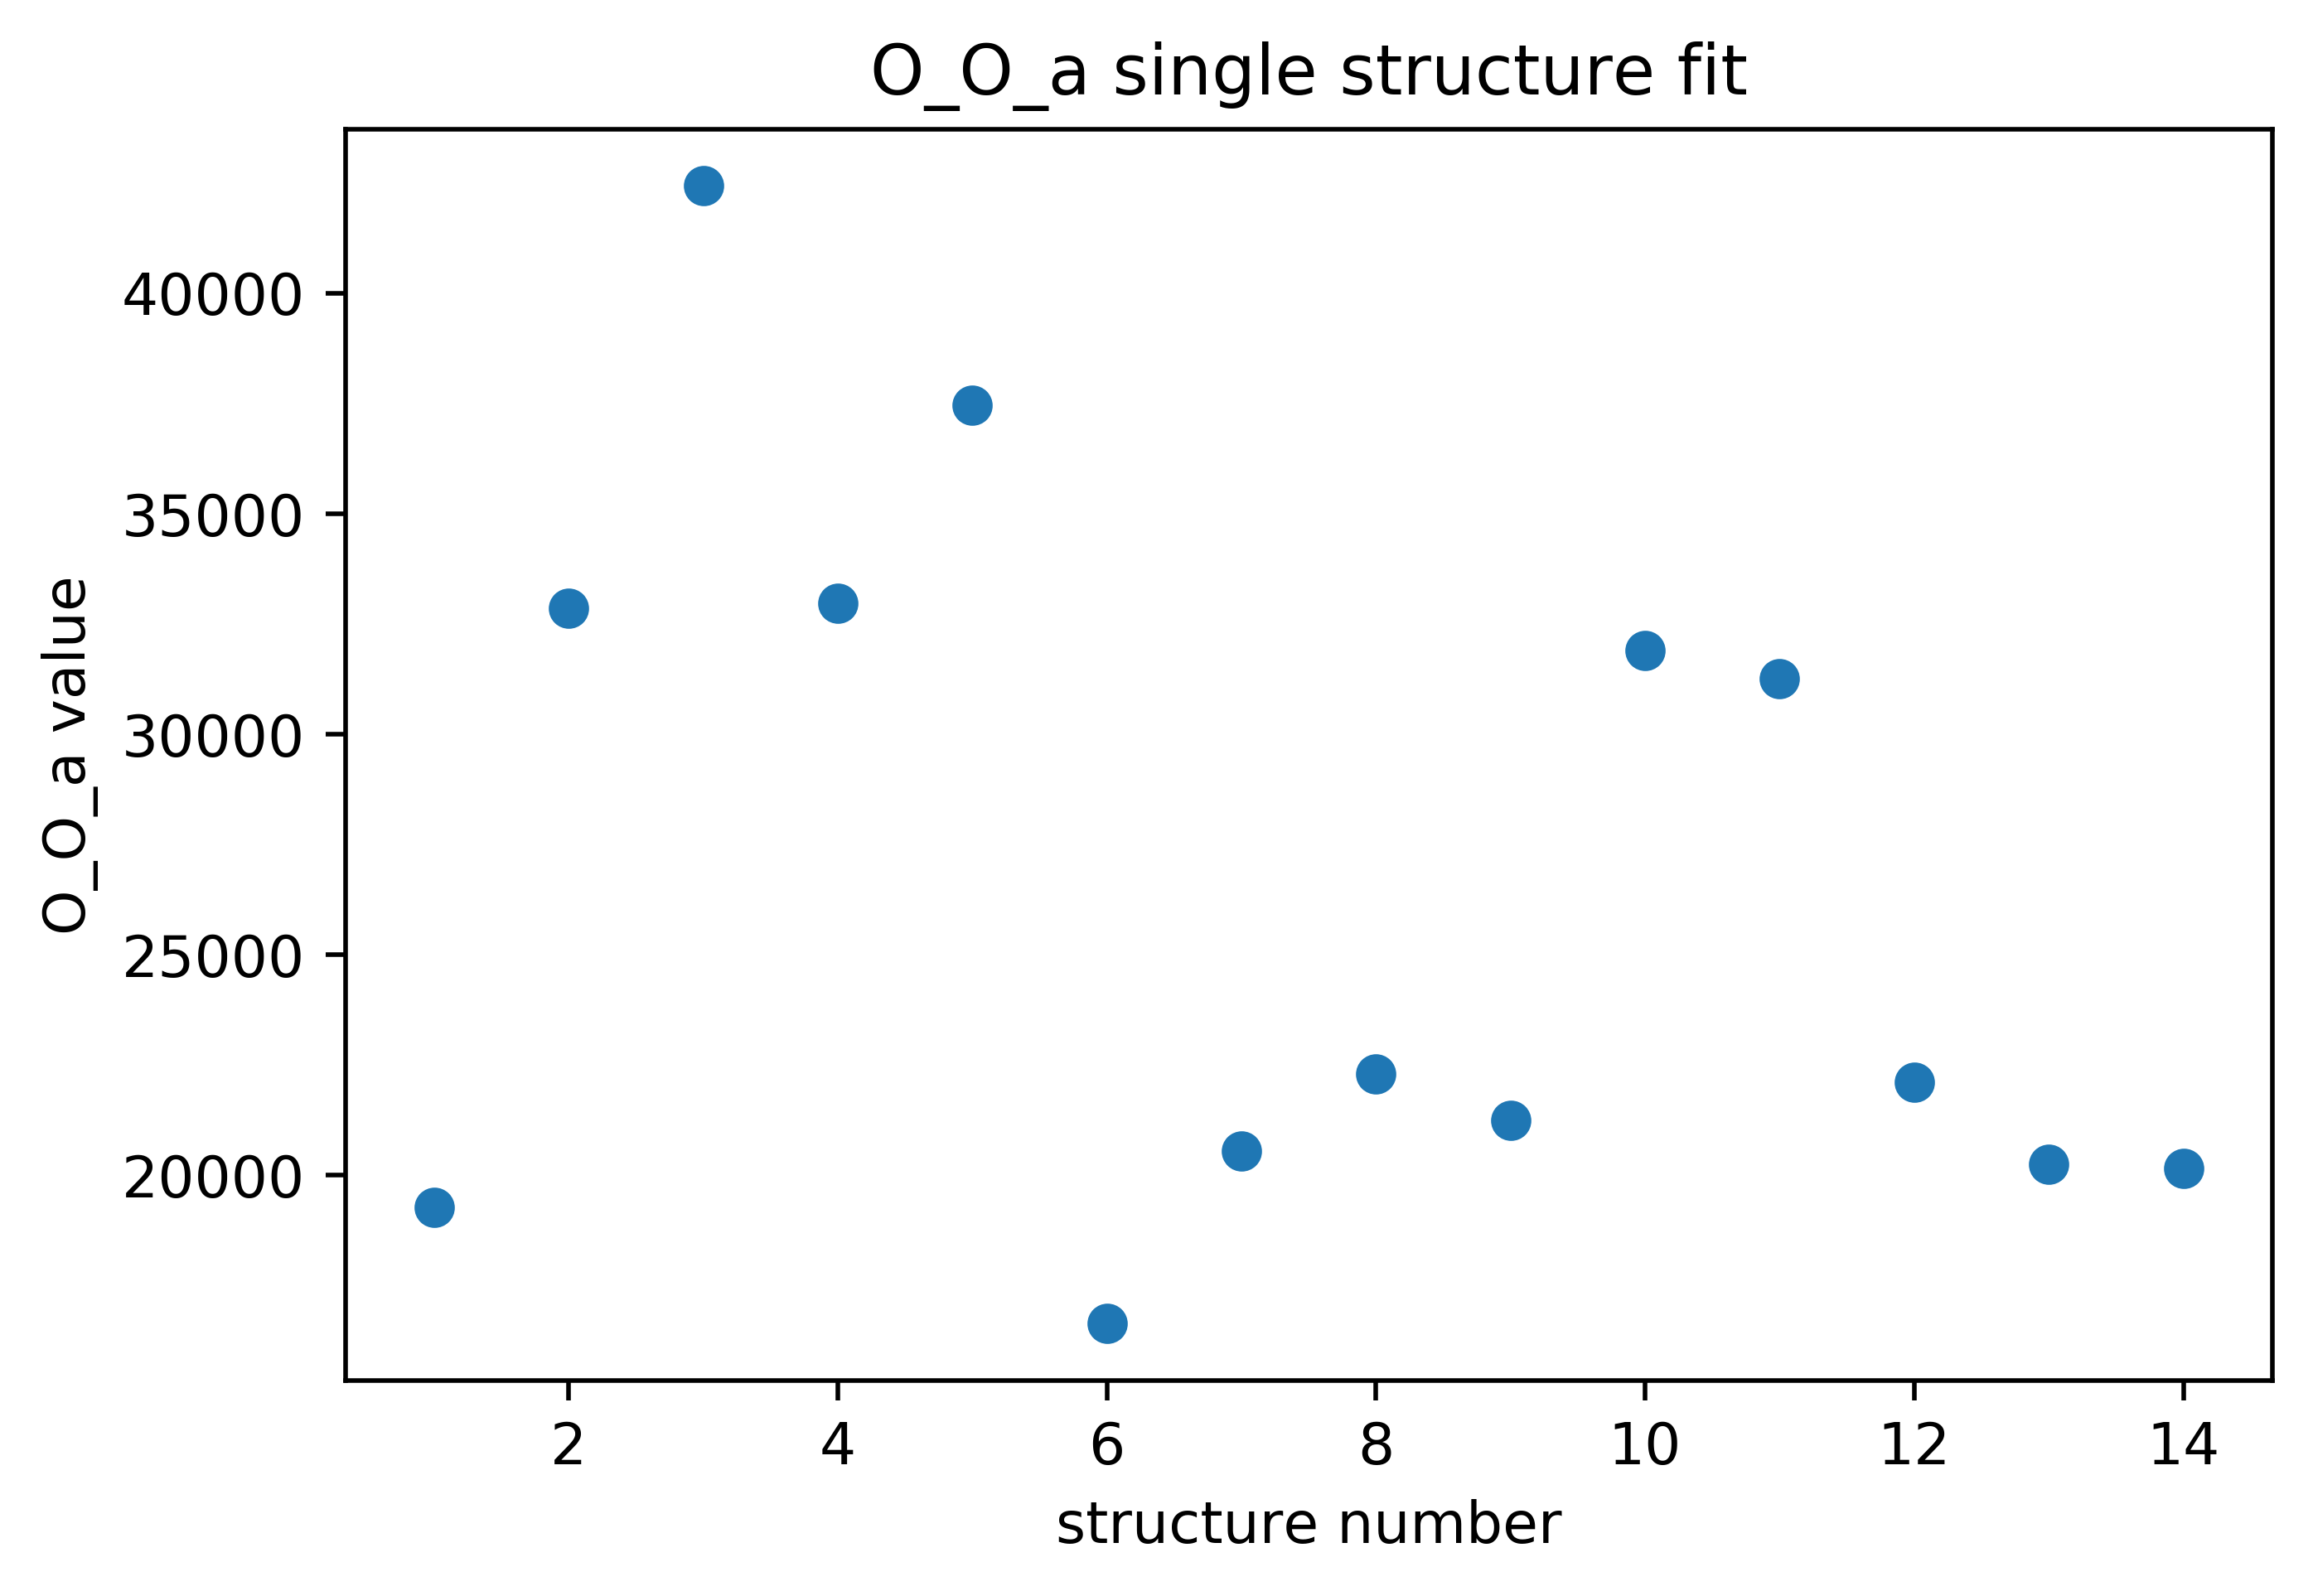 O_O_a single structure fit
O_O_a value
40000
35000
30000
25000
20000
2 4 6 8 10 12 14
structure number